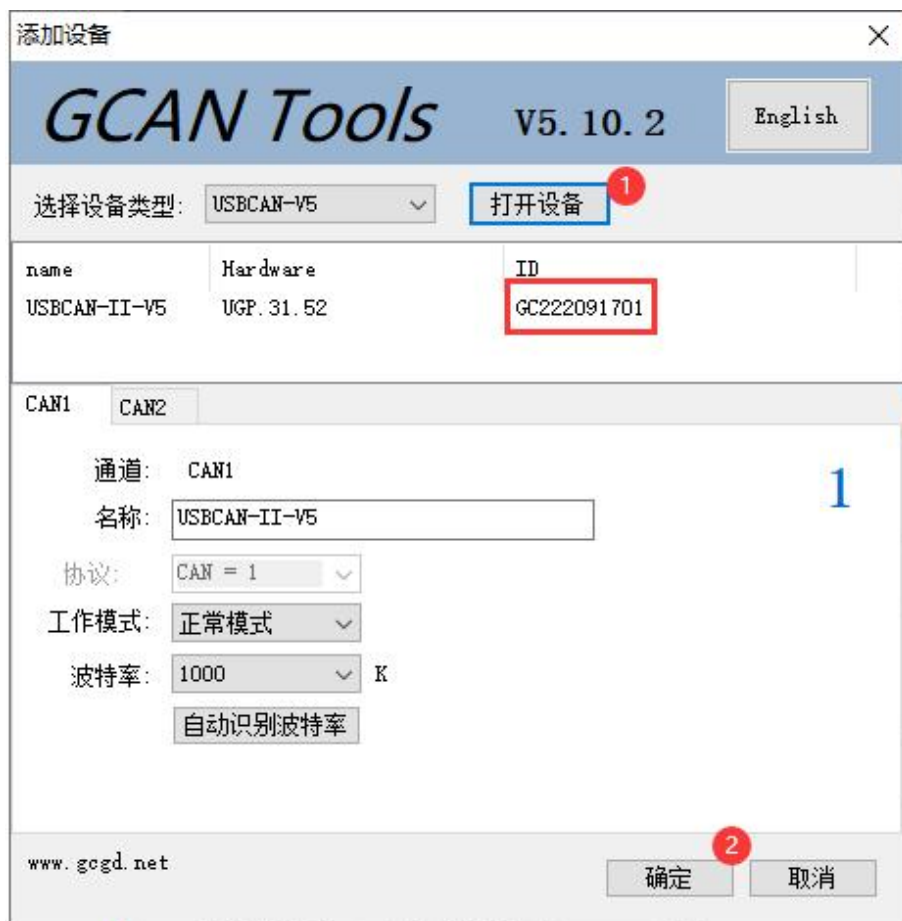 添加设备
GCAN Tools V5.10.2 English
选择设备类型: USBCAN-V5 打开设备 1
name Hardware ID
USBCAN-II-V5 UGP.31.52 GC222091701
CAN1 CAN2
通道: CAN1
1
名称: USBCAN-II-V5
协议: CAN = 1
工作模式: 正常模式
波特率: 1000 K
自动识别波特率
2
www.gcgd.net 确定 取消